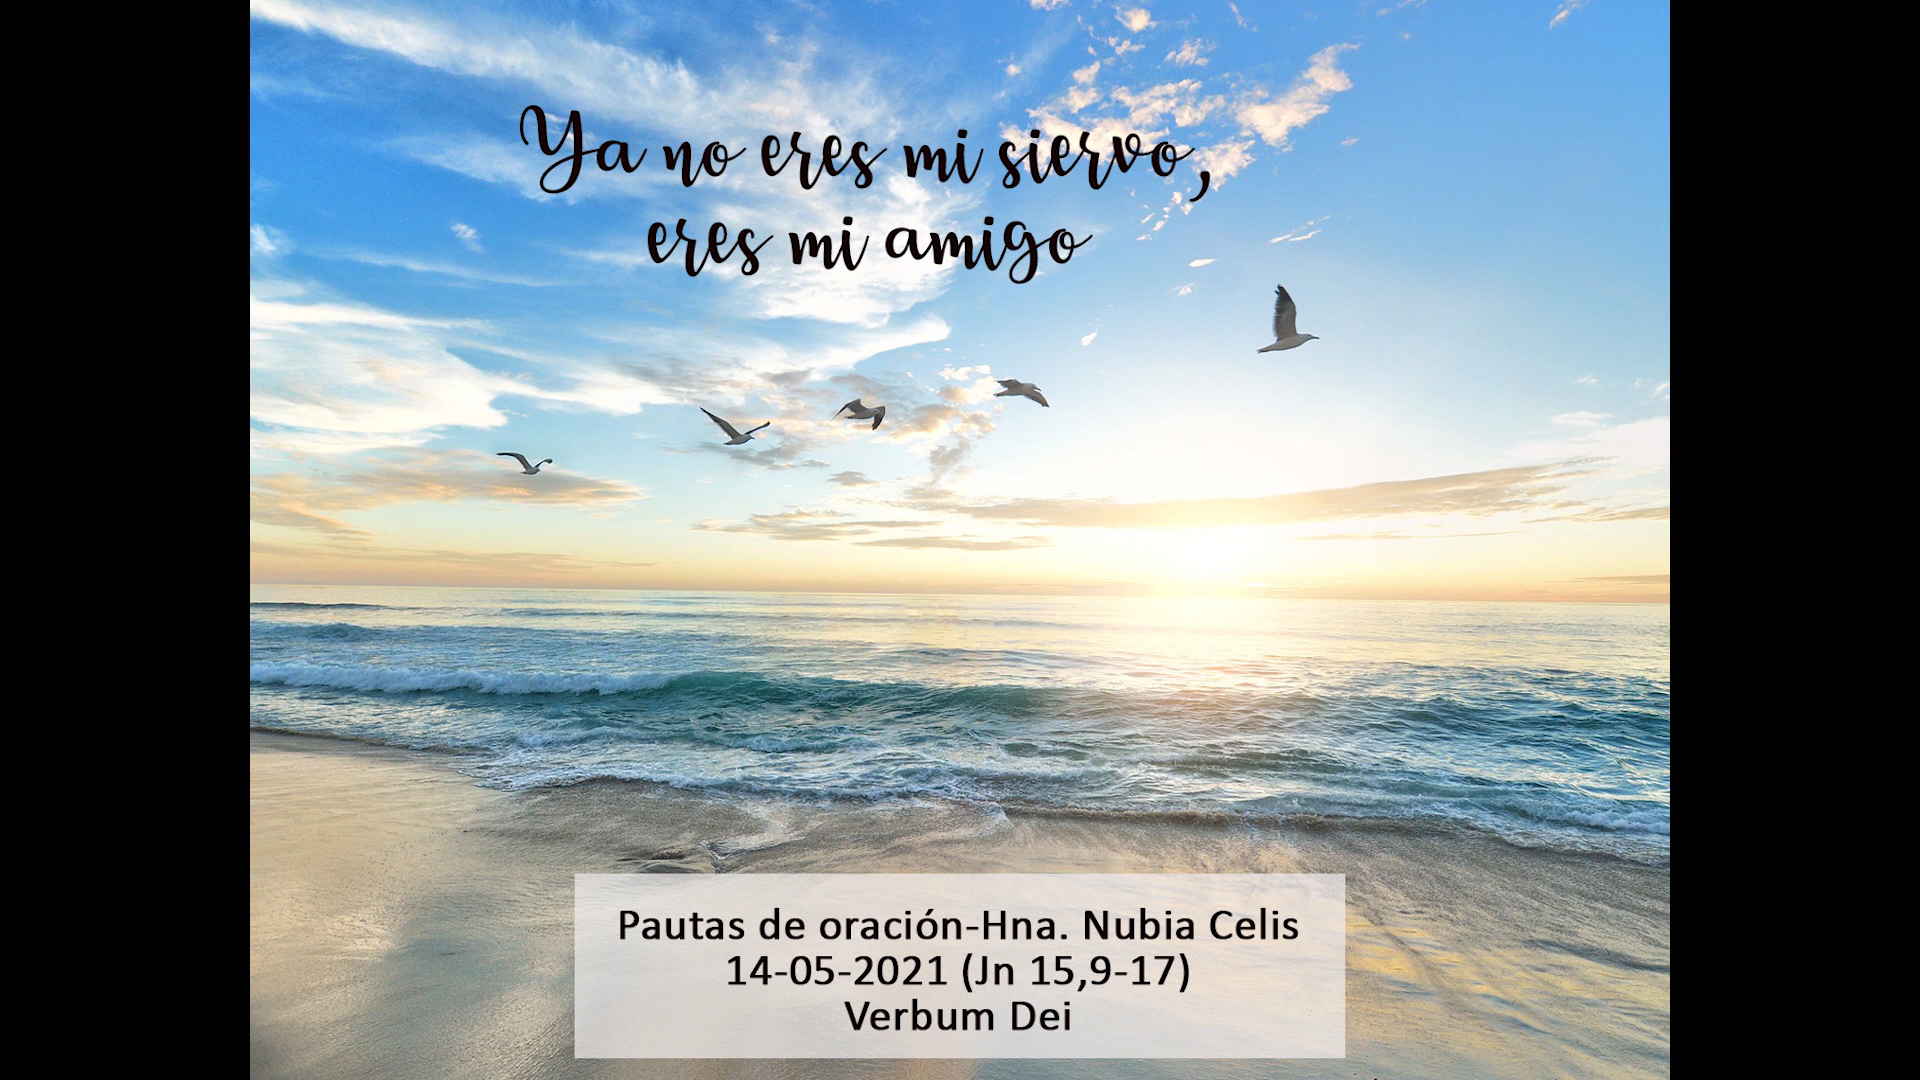 Ya no eres mi siervo,
eres mi amigo
Pautas de oración-Hna. Nubia Celis
14-05-2021 (Jn 15,9-17)
Verbum Dei